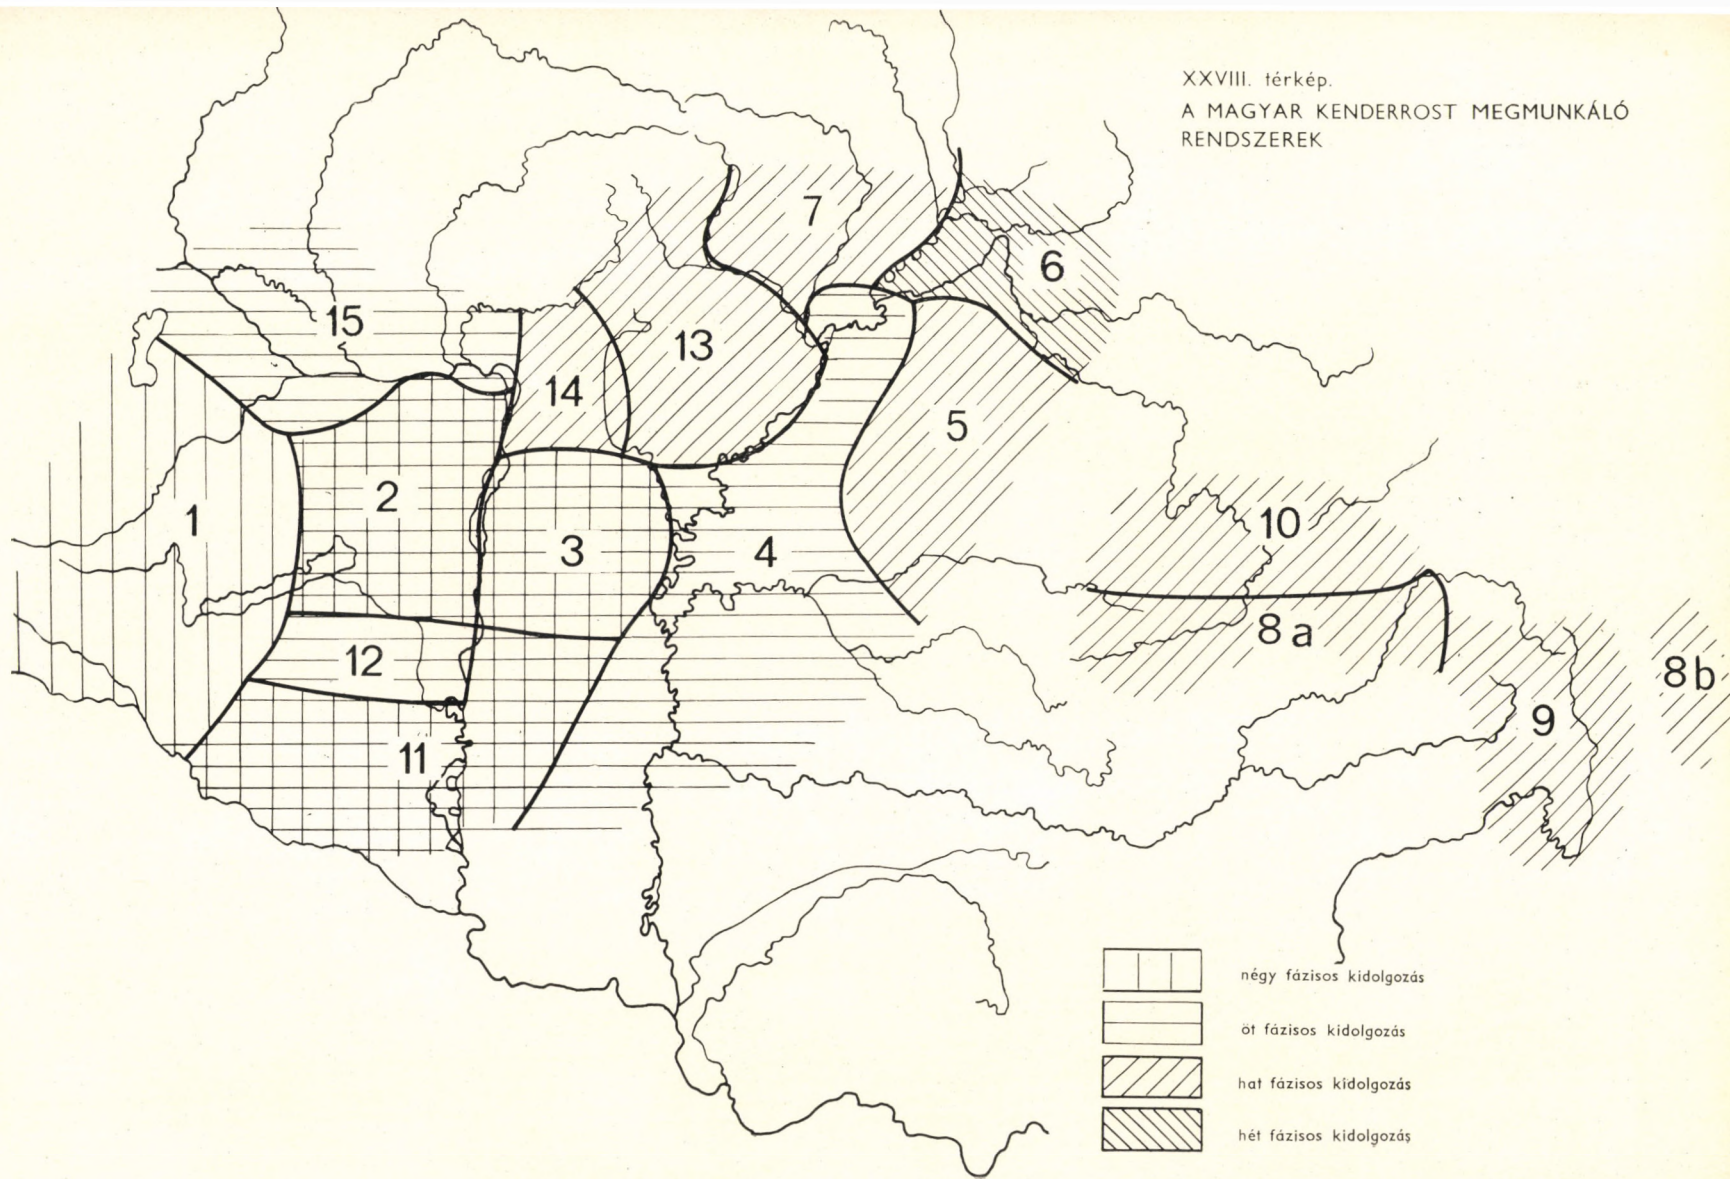 XXVIII. térkép.
A MAGYAR KENDERROST MEGMUNKÁLÓ
RENDSZEREK
7
6
15
13
14
5
2
1
10
3
4
8a
12
8b
9
11
négy fázisos kidolgozás
öt fázisos kidolgozás
hat fázisos kidolgozás
hét fázisos kidolgozás